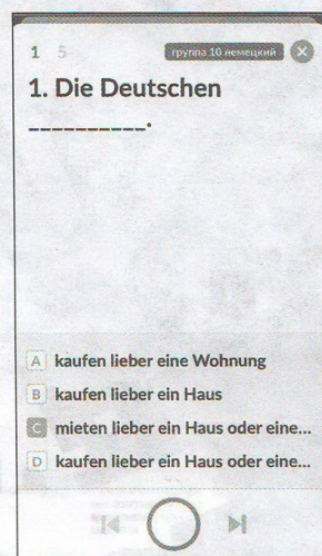 1 5 группа 10 немецкий
1. Die Deutschen
__________.
A kaufen lieber eine Wohnung
B kaufen lieber ein Haus
C mieten lieber ein Haus oder eine...
D kaufen lieber ein Haus oder eine...